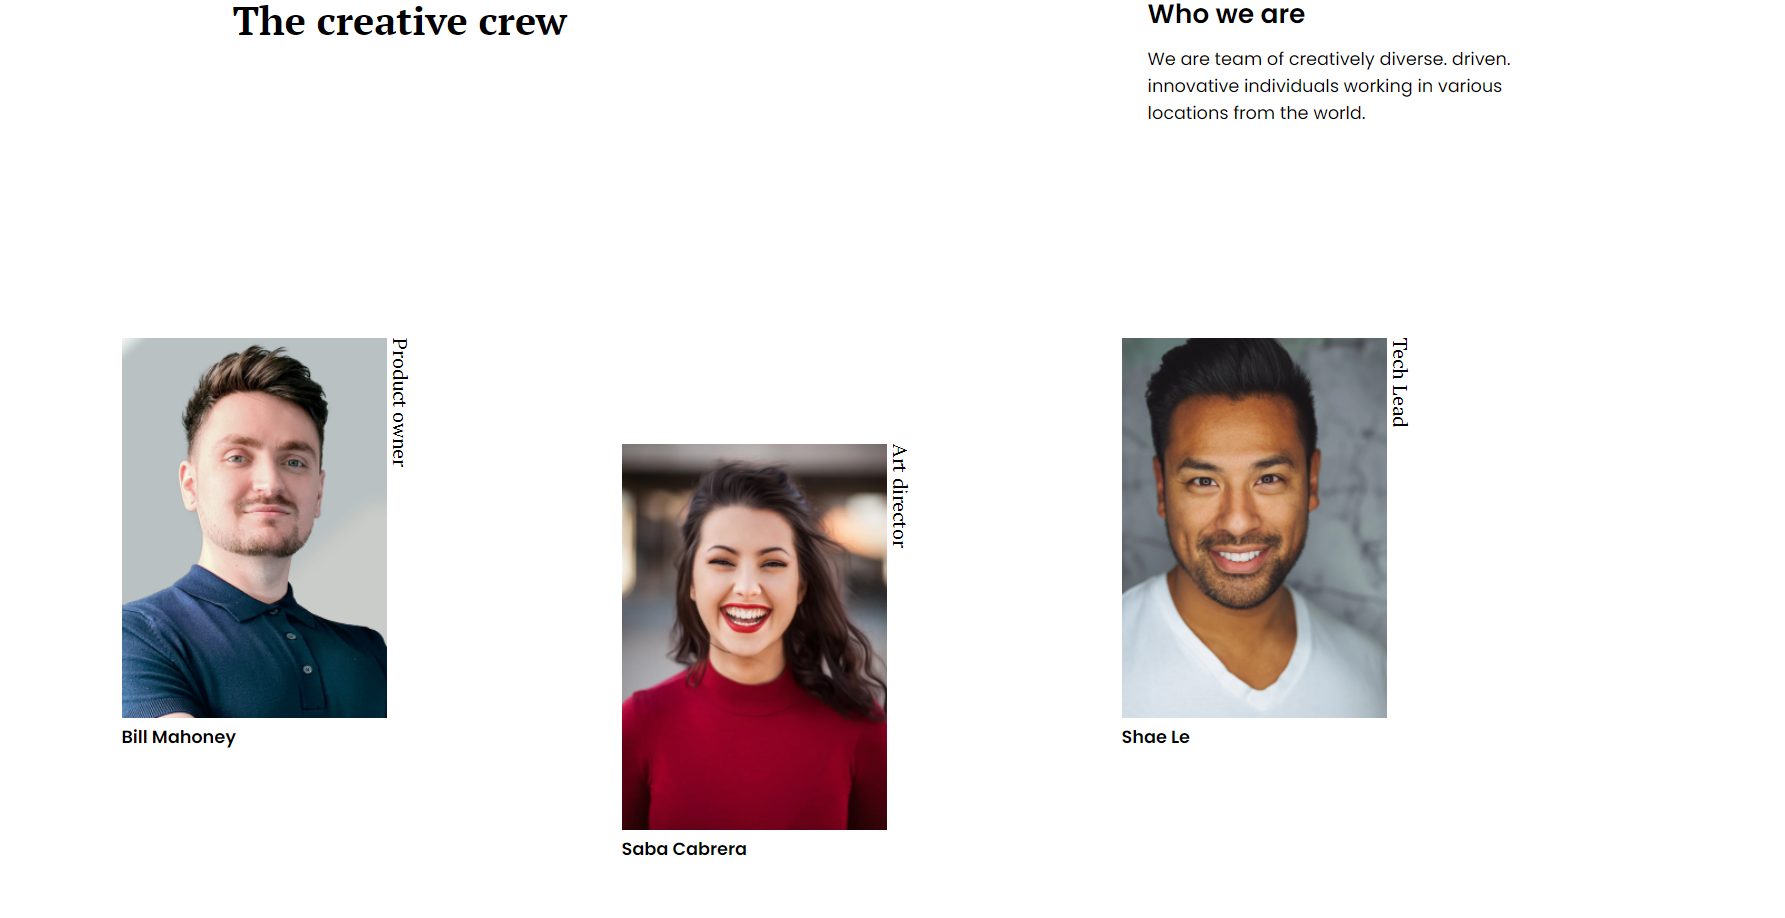 The creative crew
Who we are
We are team of creatively diverse. driven.
innovative individuals working in various
locations from the world.
Product owner
Bill Mahoney
Art director
Saba Cabrera
Tech Lead
Shae Le